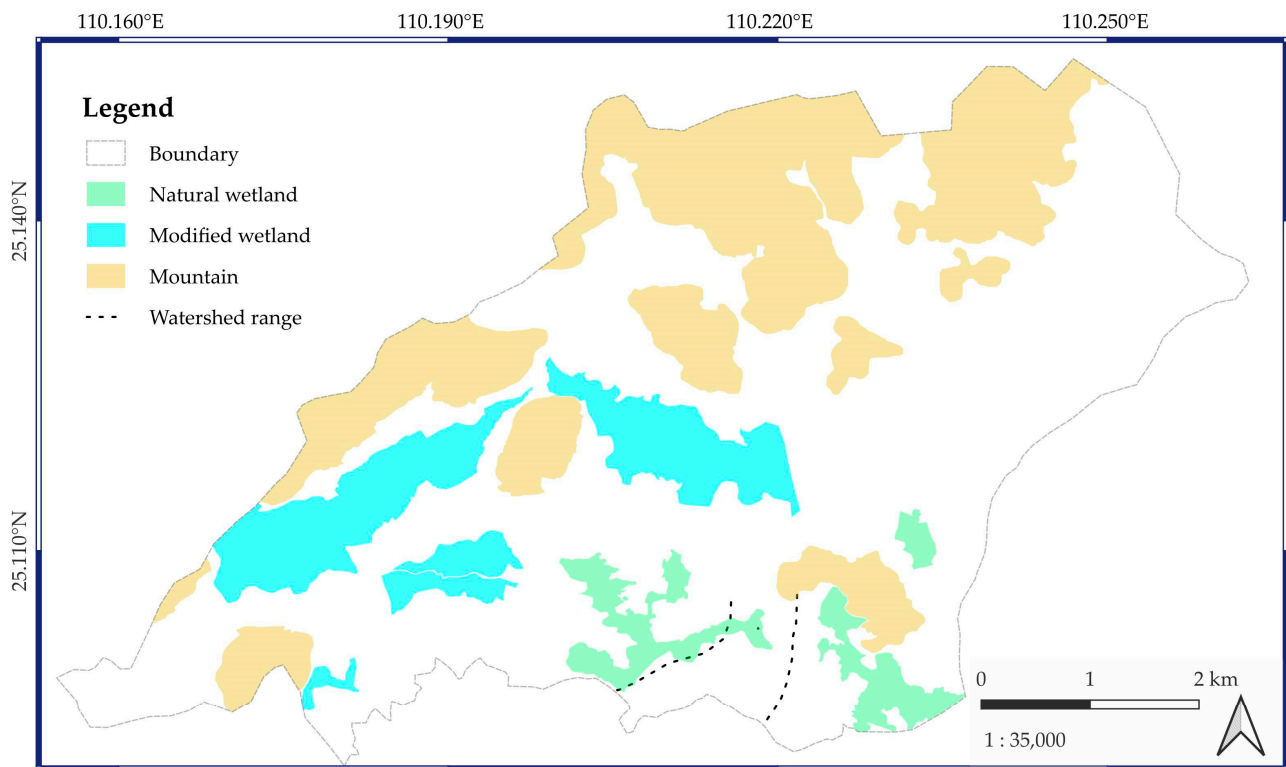 110.160°E 110.190°E 110.220°E 110.250°E
25.140°N
25.110°N
Legend
Boundary
Natural wetland
Modified wetland
Mountain
Watershed range
0 1 2 km
1 : 35,000